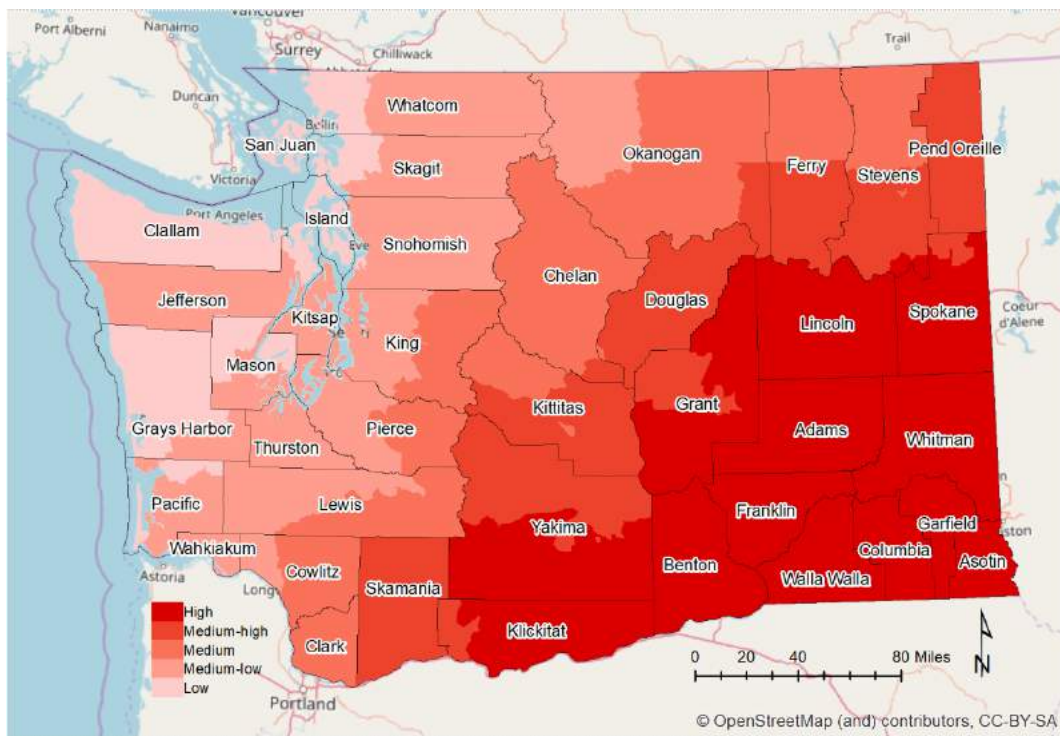 Vancouver
Port Alberni
Nanaimo
Surrey
Chilliwack
Trail
Duncan
Whatcom
Bellin
San Juan
Okanogan
Pend Oreille
Skagit
Ferry
Stevens
Victoria
Port Angeles
Island
Clallam
Snohomish
Chelan
Jefferson
Douglas
Kitsap
Lincoln
Spokane
Coeur
d'Alene
King
Mason
Kittitas
Grant
Grays Harbor
Pierce
Adams
Whitman
Thurston
Pacific
Lewis
Yakima
Franklin
Garfield
Wahkiakum
Columbia
Asotin
Astoria
Cowlitz
Skamania
Benton
Walla Walla
High
Medium-high
Medium
Medium-low
Low
Klickitat
Clark
Portland
0 20 40 80 Miles
N
© OpenStreetMap (and) contributors, CC-BY-SA